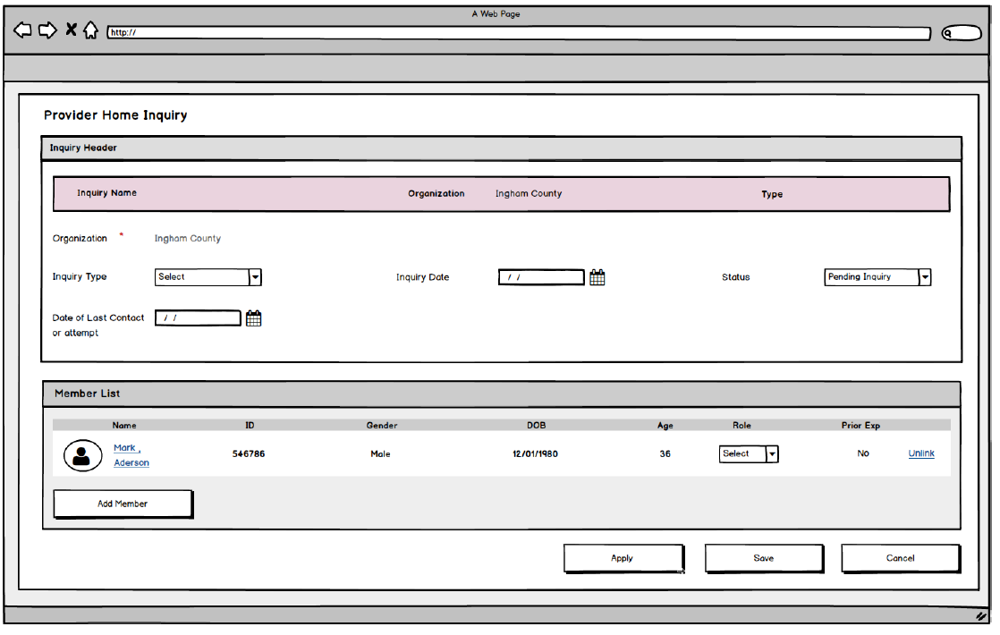 A Web Page
http://
Provider Home Inquiry
Inquiry Header
Inquiry Name Organization Ingham County Type
Organization * Ingham County
Inquiry Type Select Inquiry Date / / Status Pending Inquiry
Date of Last Contact / /
or attempt
Member List
Name ID Gender DOB Age Role Prior Exp
Mark , 546786 Male 12/01/1980 36 Select No Unlink
Aderson
Add Member
Apply Save Cancel